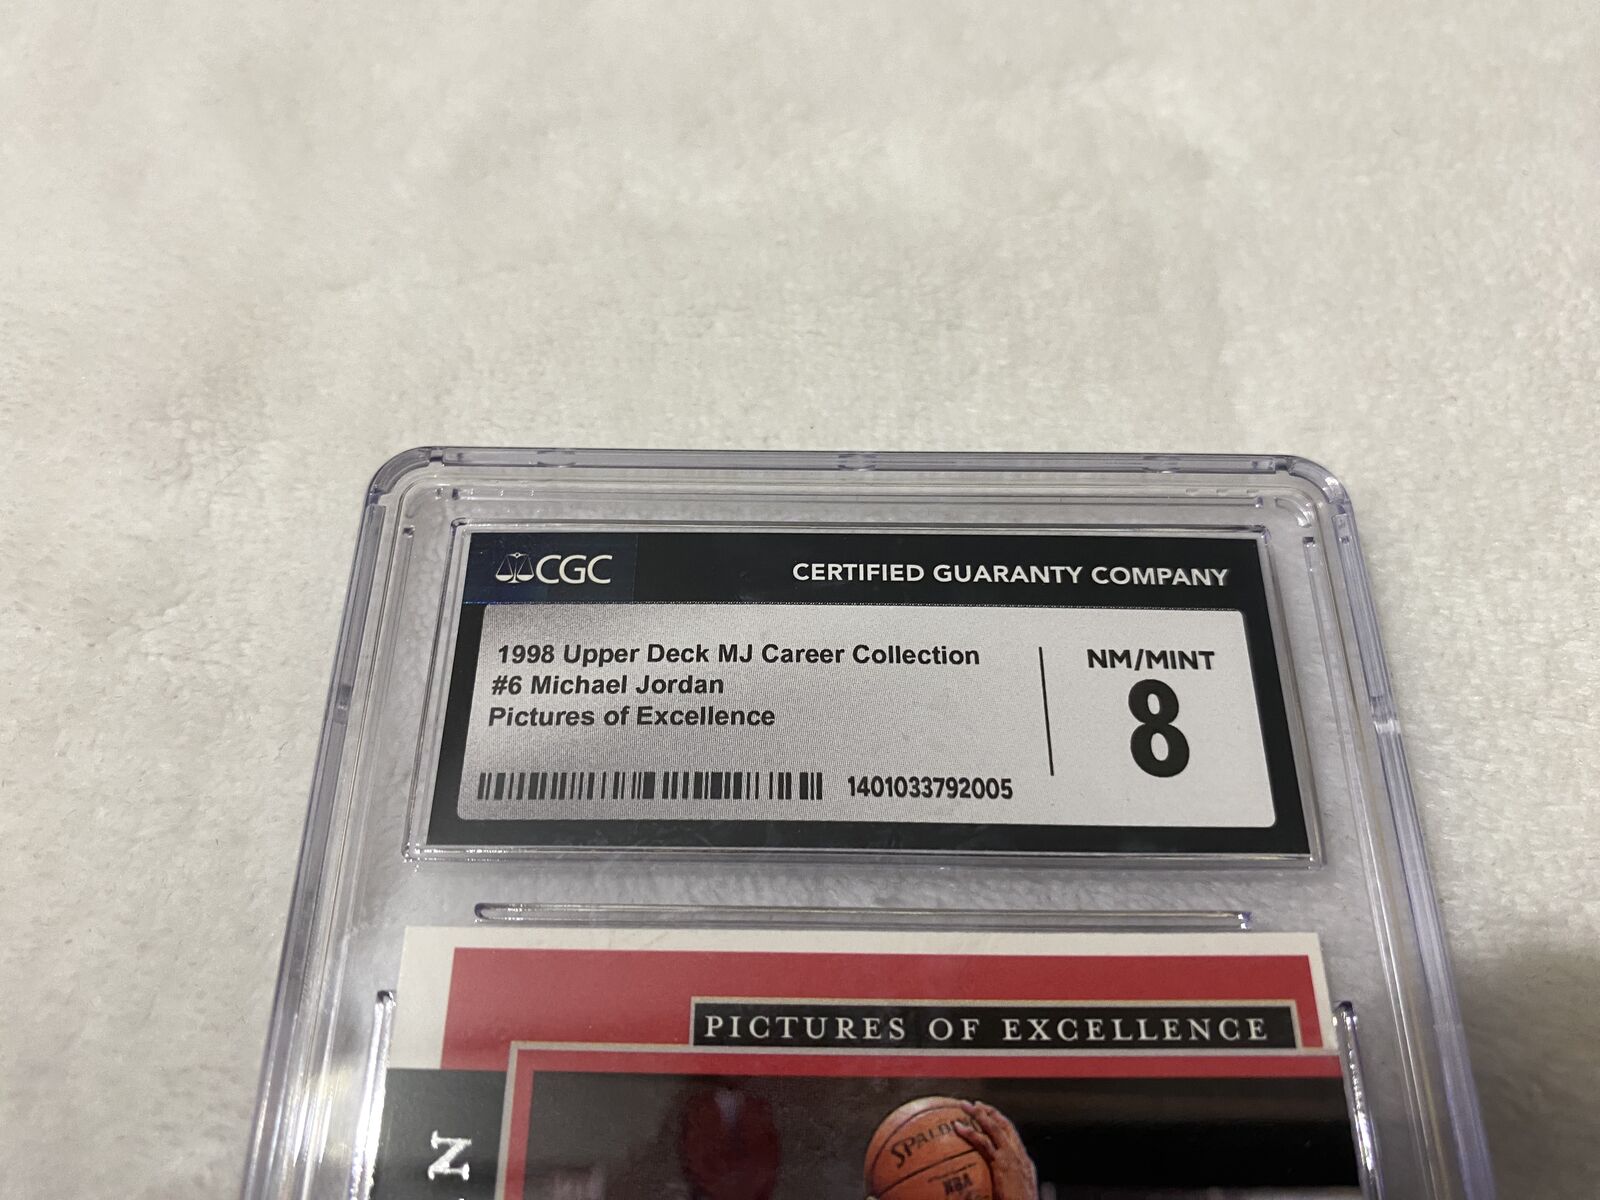 CGC CERTIFIED GUARANTY COMPANY
1998 Upper Deck MJ Career Collection
#6 Michael Jordan
Pictures of Excellence
NM/MINT
8
1401033792005
PICTURES OF EXCELLENCE
N
SPALDING
NBA